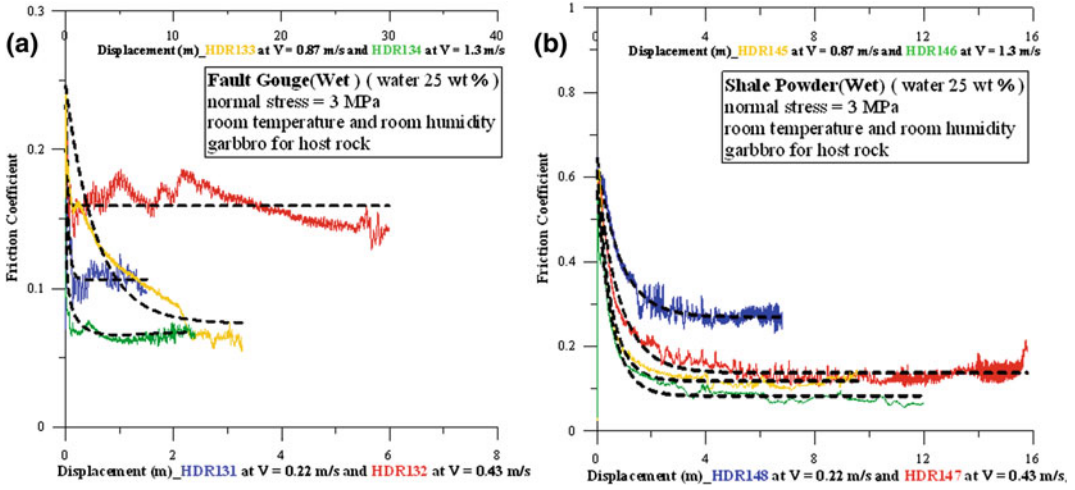 (a)
0 10 20 30 40
Displacement (m)_HDR133 at V = 0.87 m/s and HDR134 at V = 1.3 m/s
Fault Gouge(Wet ) ( water 25 wt % )
normal stress = 3 MPa
room temperature and room humidity
garbbro for host rock
Friction Coefficient
0.3
0.2
0.1
0
0 2 4 6 8
Displacement (m)_HDR131 at V = 0.22 m/s and HDR132 at V = 0.43 m/s
(b)
0 4 8 12 16
Displacement (m)_HDR145 at V = 0.87 m/s and HDR146 at V = 1.3 m/s
Shale Powder(Wet) ( water 25 wt % )
normal stress = 3 MPa
room temperature and room humidity
garbbro for host rock
Friction Coefficient
1
0.8
0.6
0.4
0.2
0
0 4 8 12 16
Displacement (m)_HDR148 at V = 0.22 m/s and HDR147 at V = 0.43 m/s,